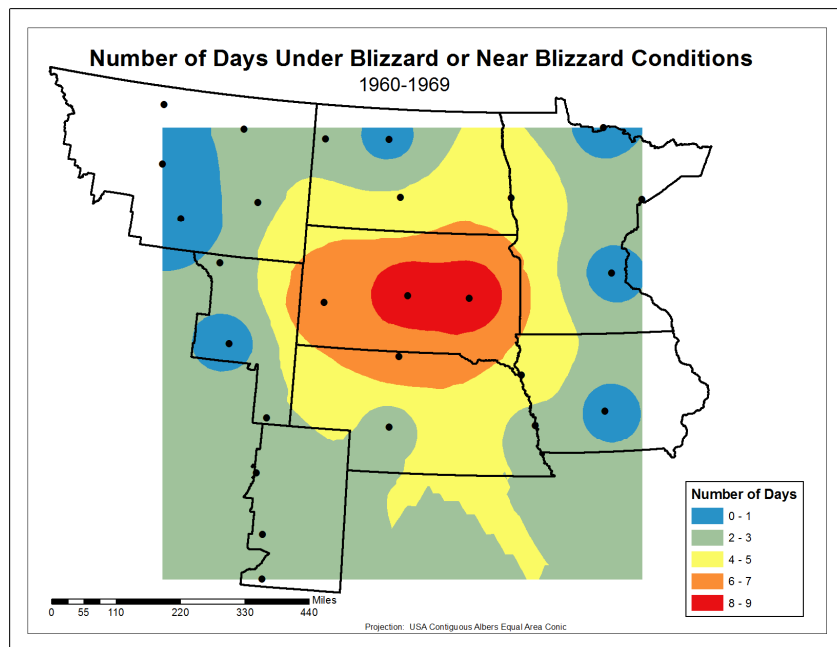 Number of Days Under Blizzard or Near Blizzard Conditions
1960-1969
Number of Days
0 - 1
2 - 3
4 - 5
6 - 7
8 - 9
Miles
0 55 110 220 330 440
Projection: USA Contiguous Albers Equal Area Conic